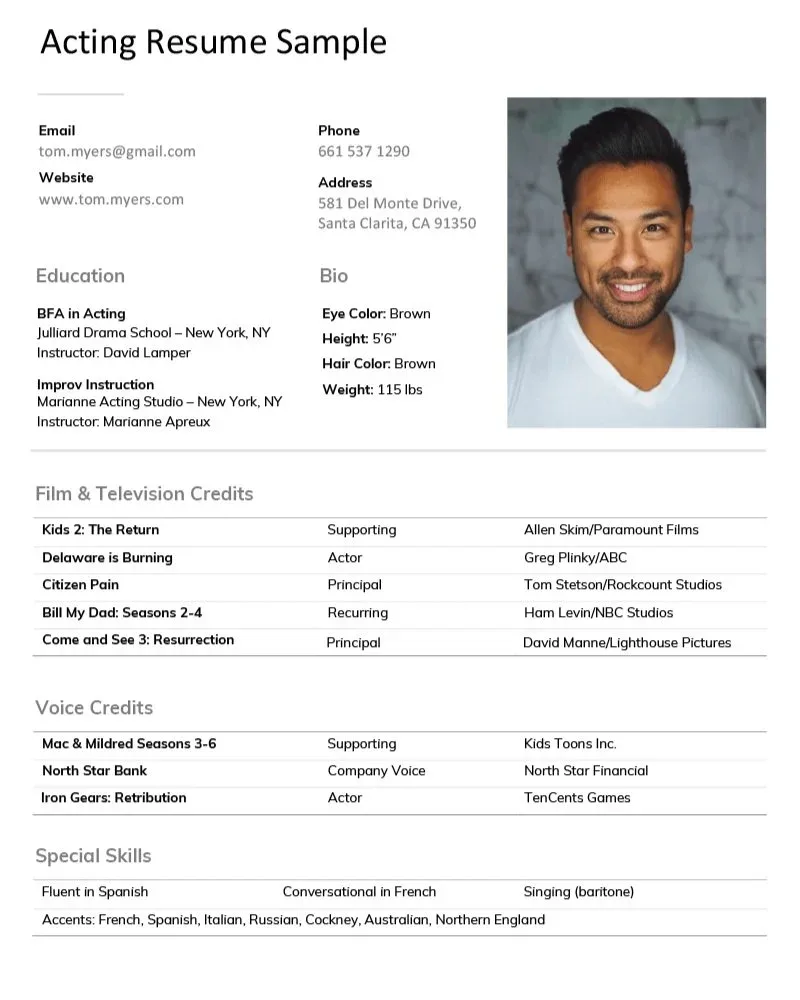 Acting Resume Sample
Email
tom.myers@gmail.com
Website
www.tom.myers.com
Phone
661 537 1290
Address
581 Del Monte Drive,
Santa Clarita, CA 91350
Education
BFA in Acting
Julliard Drama School – New York, NY
Instructor: David Lamper
Improv Instruction
Marianne Acting Studio – New York, NY
Instructor: Marianne Apreux
Bio
Eye Color: Brown
Height: 5’6”
Hair Color: Brown
Weight: 115 lbs
Film & Television Credits
Kids 2: The Return Supporting Allen Skim/Paramount Films
Delaware is Burning Actor Greg Plinky/ABC
Citizen Pain Principal Tom Stetson/Rockcount Studios
Bill My Dad: Seasons 2-4 Recurring Ham Levin/NBC Studios
Come and See 3: Resurrection Principal David Manne/Lighthouse Pictures
Voice Credits
Mac & Mildred Seasons 3-6 Supporting Kids Toons Inc.
North Star Bank Company Voice North Star Financial
Iron Gears: Retribution Actor TenCents Games
Special Skills
Fluent in Spanish Conversational in French Singing (baritone)
Accents: French, Spanish, Italian, Russian, Cockney, Australian, Northern England